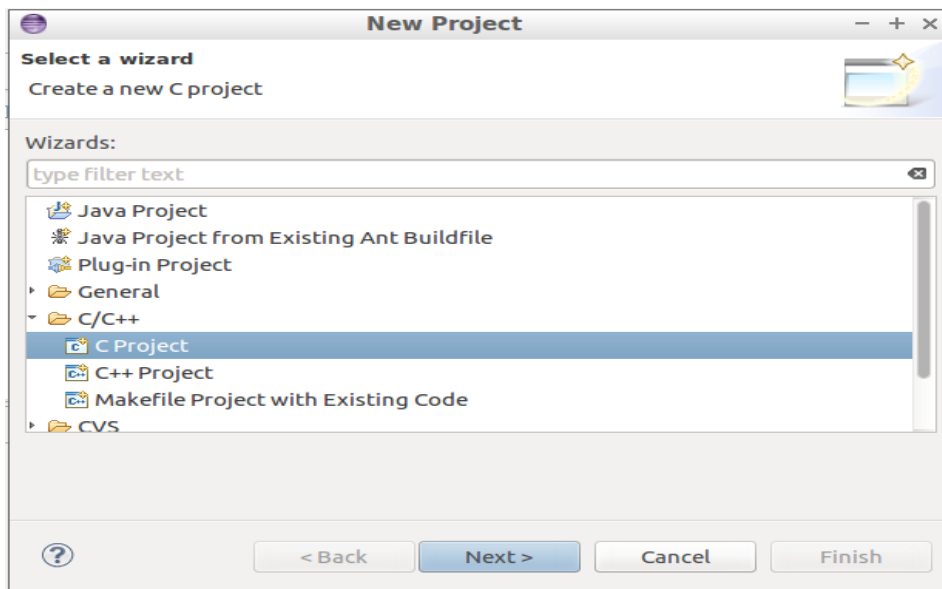 New Project
Select a wizard
Create a new C project
Wizards:
type filter text
Java Project
Java Project from Existing Ant Buildfile
Plug-in Project
General
C/C++
C Project
C++ Project
Makefile Project with Existing Code
CVS
< Back Next > Cancel Finish